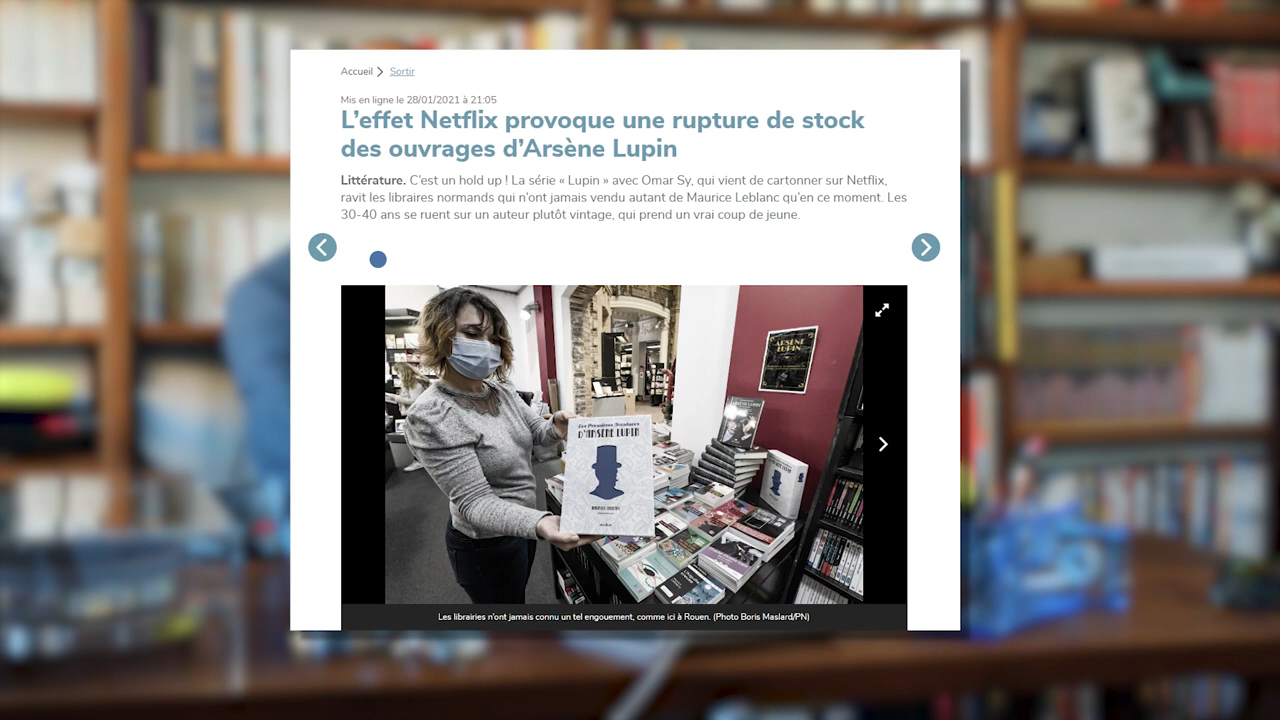 Accueil
Sortir
Mis en ligne le 28/01/2021 à 21:05
L’effet Netflix provoque une rupture de stock
des ouvrages d’Arsène Lupin
Littérature. C’est un hold up ! La série « Lupin » avec Omar Sy, qui vient de cartonner sur Netflix,
ravit les libraires normands qui n’ont jamais vendu autant de Maurice Leblanc qu’en ce moment. Les
30-40 ans se ruent sur un auteur plutôt vintage, qui prend un vrai coup de jeune.
ARSÈNE
LUPIN
Les Premières Aventures
D'ARSÈNE LUPIN
Les librairies n’ont jamais connu un tel engouement, comme ici à Rouen. (Photo Boris Maslard/PN)